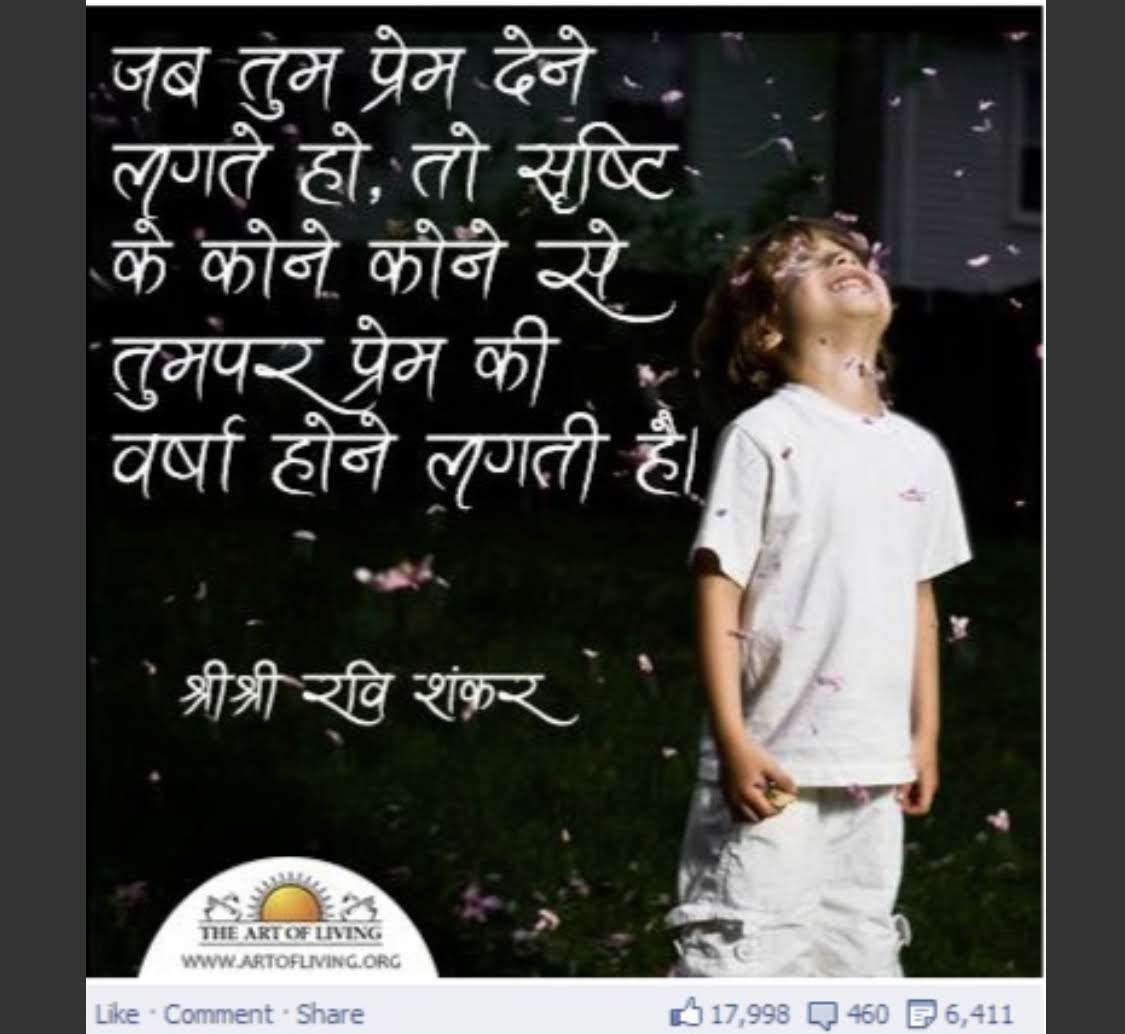 जब तुम प्रेम देने
लगते हो, तो सृष्टि
के कोने कोने से
तुमपर प्रेम की
वर्षा होने लगती है।
श्री श्री रवि शंकर
THE ART OF LIVING
WWW.ARTOFLIVING.ORG
Like · Comment · Share 17,998 460 6,411